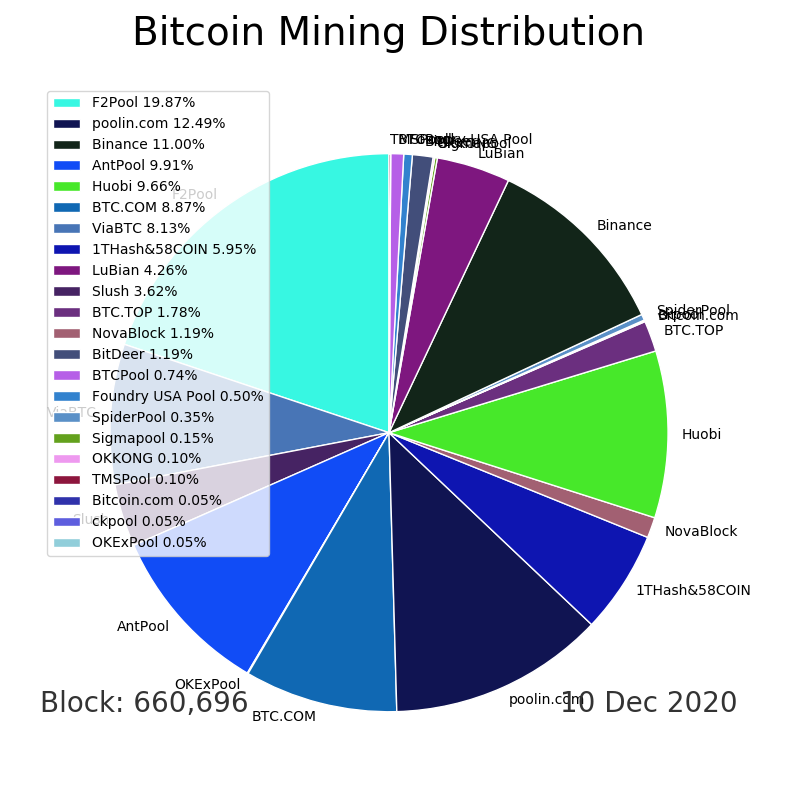 Bitcoin Mining Distribution
F2Pool 19.87%
poolin.com 12.49%
Binance 11.00%
AntPool 9.91%
Huobi 9.66%
BTC.COM 8.87%
ViaBTC 8.13%
1THash&58COIN 5.95%
LuBian 4.26%
Slush 3.62%
BTC.TOP 1.78%
NovaBlock 1.19%
BitDeer 1.19%
BTCPool 0.74%
Foundry USA Pool 0.50%
SpiderPool 0.35%
Sigmapool 0.15%
OKKONG 0.10%
TMSPool 0.10%
Bitcoin.com 0.05%
ckpool 0.05%
OKExPool 0.05%
F2Pool
ViaBTC
Slush
AntPool
OKExPool
BTC.COM
poolin.com
1THash&58COIN
NovaBlock
Huobi
BTC.TOP
Bitcoin.com
SpiderPool
Binance
LuBian
USA Pool
Block: 660,696
10 Dec 2020